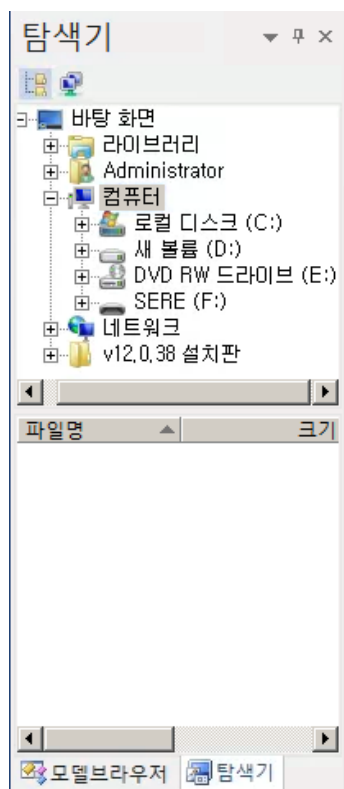 탐색기
바탕 화면
라이브러리
Administrator
컴퓨터
로컬 디스크 (C:)
새 볼륨 (D:)
DVD RW 드라이브 (E:)
SERE (F:)
네트워크
v12.0.38 설치판
파일명 크기
모델브라우저 탐색기